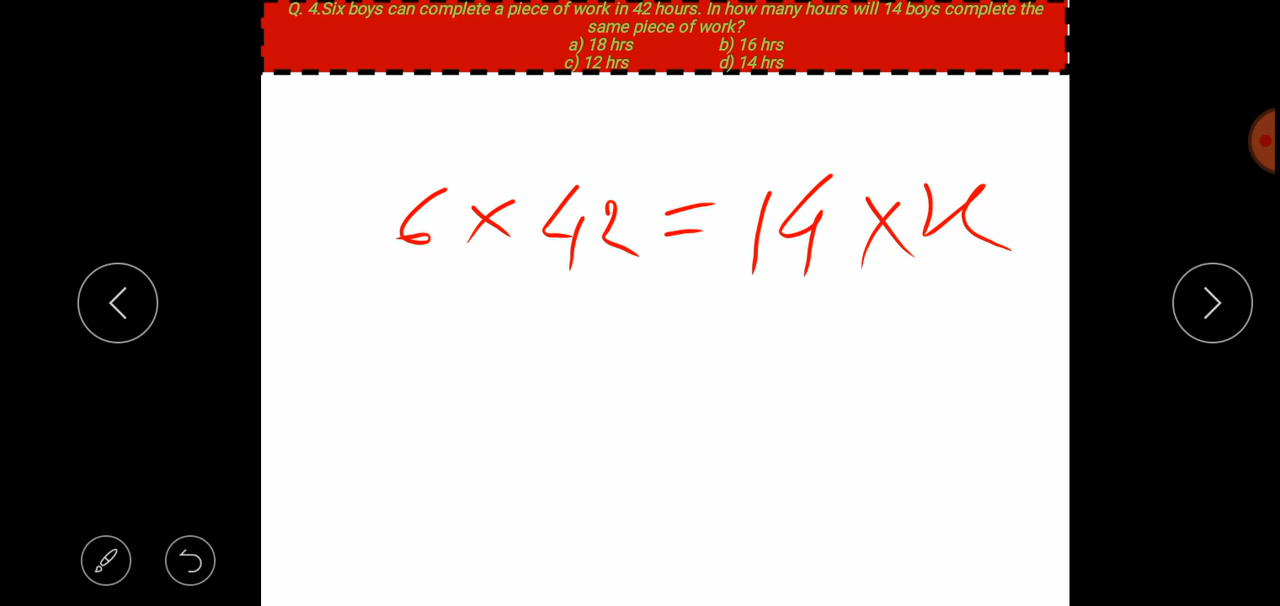 Q. 4.Six boys can complete a piece of work in 42 hours. In how many hours will 14 boys complete the
same piece of work?
a) 18 hrs b) 16 hrs
c) 12 hrs d) 14 hrs
6 × 42 = 14 × x